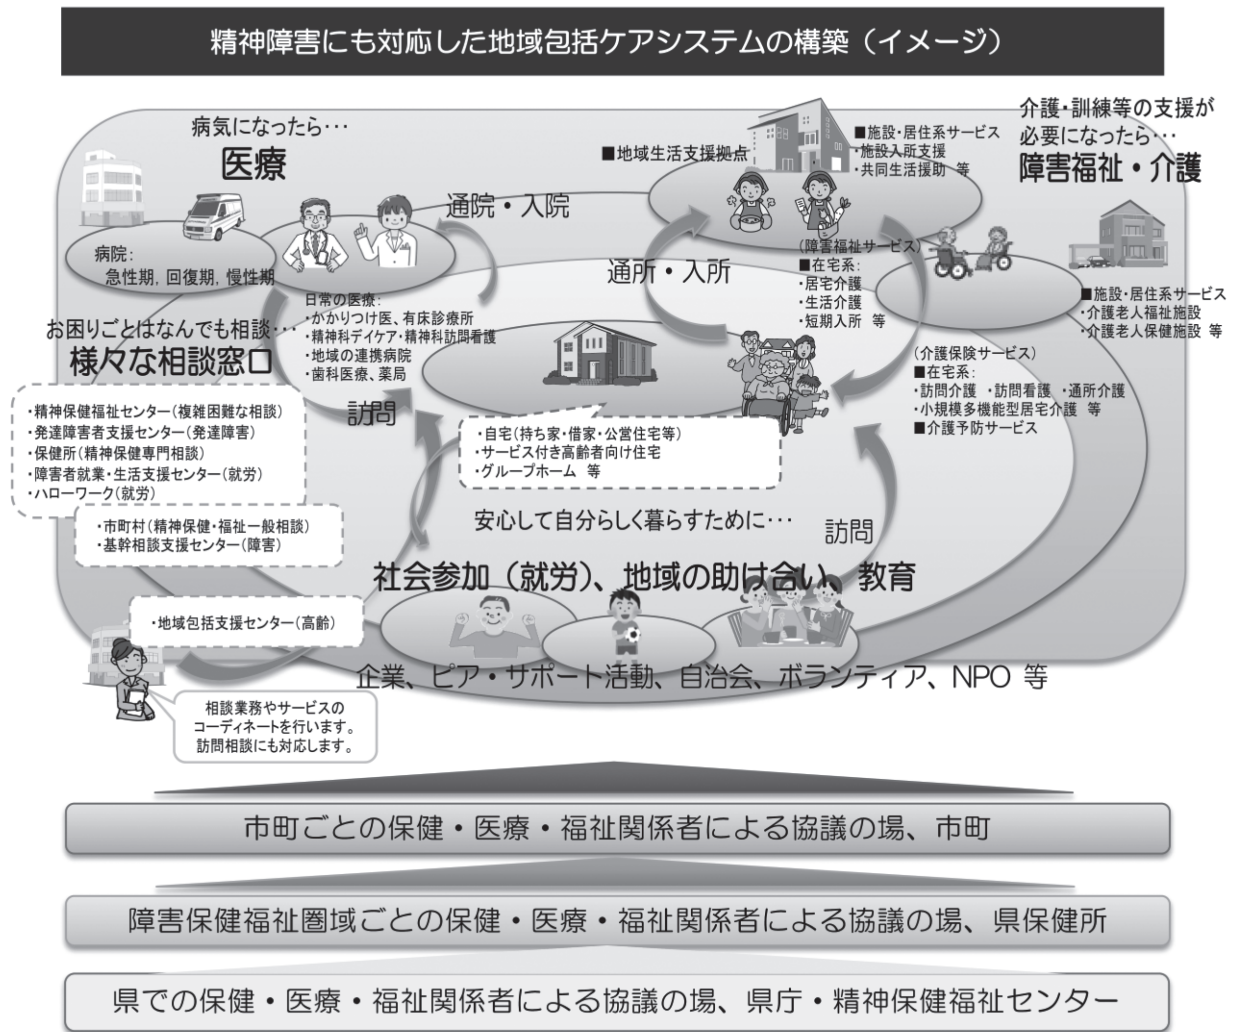 精神障害にも対応した地域包括ケアシステムの構築（イメージ）
病気になったら…
医療
病院：
急性期，回復期，慢性期
通院・入院
日常の医療：
・かかりつけ医、有床診療所
・精神科デイケア・精神科訪問看護
・地域の連携病院
・歯科医療、薬局
訪問
■地域生活支援拠点
■施設・居住系サービス
・施設入所支援
・共同生活援助 等
介護・訓練等の支援が
必要になったら…
障害福祉・介護
通所・入所
（障害福祉サービス）
■在宅系：
・居宅介護
・生活介護
・短期入所 等
■施設・居住系サービス
・介護老人福祉施設
・介護老人保健施設 等
（介護保険サービス）
■在宅系：
・訪問介護 ・訪問看護 ・通所介護
・小規模多機能型居宅介護 等
■介護予防サービス
お困りごとはなんでも相談…
様々な相談窓口
・精神保健福祉センター（複雑困難な相談）
・発達障害者支援センター（発達障害）
・保健所（精神保健専門相談）
・障害者就業・生活支援センター（就労）
・ハローワーク（就労）
・市町村（精神保健・福祉一般相談）
・基幹相談支援センター（障害）
・地域包括支援センター（高齢）
相談業務やサービスの
コーディネートを行います。
訪問相談にも対応します。
・自宅（持ち家・借家・公営住宅等）
・サービス付き高齢者向け住宅
・グループホーム 等
安心して自分らしく暮らすために…
訪問
社会参加（就労）、地域の助け合い、教育
企業、ピア・サポート活動、自治会、ボランティア、NPO 等
市町ごとの保健・医療・福祉関係者による協議の場、市町
障害保健福祉圏域ごとの保健・医療・福祉関係者による協議の場、県保健所
県での保健・医療・福祉関係者による協議の場、県庁・精神保健福祉センター